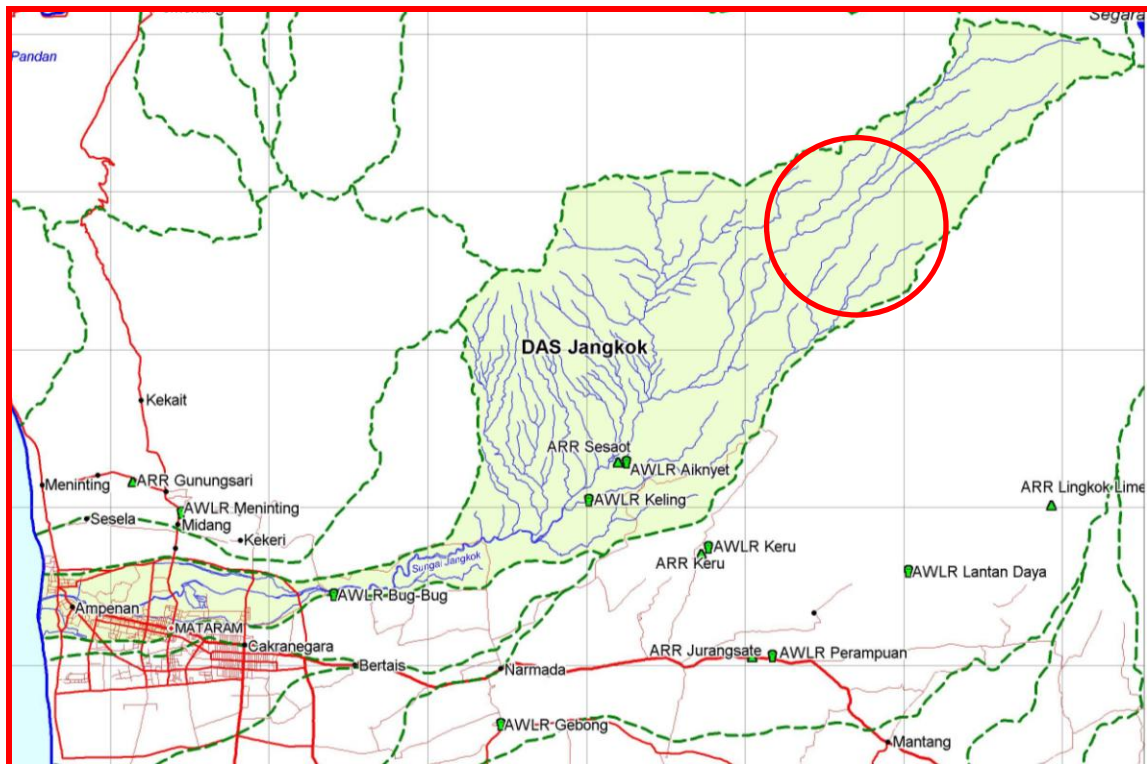 Segara
Pandan
DAS Jangkok
Kekait
ARR Sesaot
AWLR Aiknyet
Meninting
ARR Gunungsari
AWLR Keling
ARR Lingkok Lime
AWLR Meninting
Sesela
Midang
Kekeri
AWLR Keru
ARR Keru
Sungai Jangkok
AWLR Lantan Daya
AWLR Bug-Bug
Ampenan
MATARAM
Cakranegara
ARR Jurangsate
AWLR Perampuan
Bertais
Narmada
AWLR Gebong
Mantang